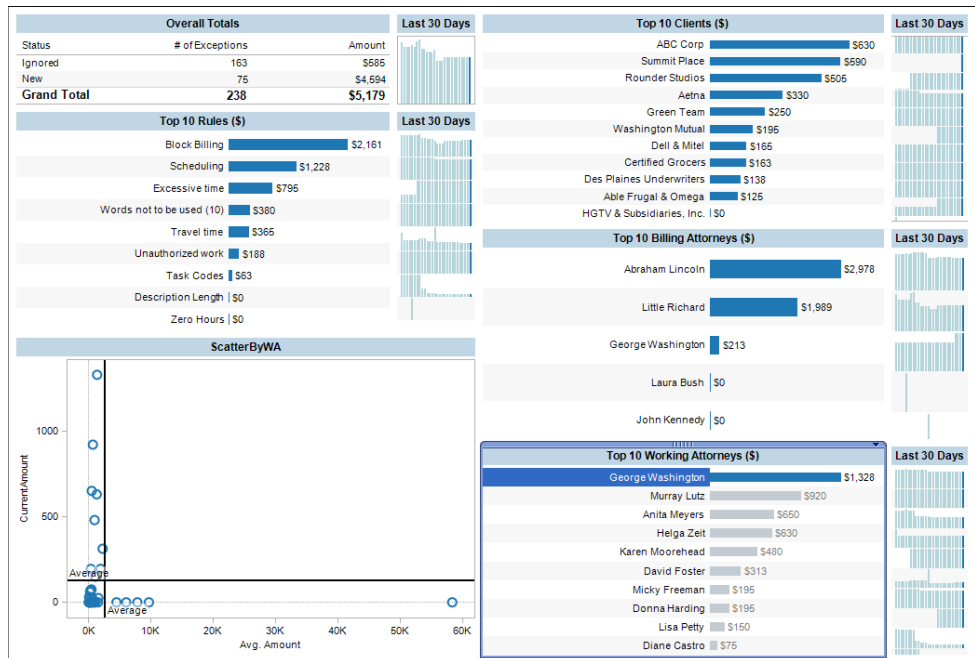 Overall Totals
Last 30 Days
Status # of Exceptions Amount
Ignored 163 $585
New 75 $4,594
Grand Total 238 $5,179
Top 10 Rules ($)
Last 30 Days
Block Billing $2,161
Scheduling $1,228
Excessive time $795
Words not to be used (10) $380
Travel time $365
Unauthorized work $188
Task Codes $63
Description Length $0
Zero Hours $0
ScatterByWA
CurrentAmount
1000
500
0
Average
Average
0K 10K 20K 30K 40K 50K 60K
Avg. Amount
Top 10 Clients ($)
Last 30 Days
ABC Corp $630
Summit Place $590
Rounder Studios $505
Aetna $330
Green Team $250
Washington Mutual $195
Dell & Mitel $165
Certified Grocers $163
Des Plaines Underwriters $138
Able Frugal & Omega $125
HGTV & Subsidiaries, Inc. $0
Top 10 Billing Attorneys ($)
Last 30 Days
Abraham Lincoln $2,978
Little Richard $1,989
George Washington $213
Laura Bush $0
John Kennedy $0
Top 10 Working Attorneys ($)
Last 30 Days
George Washington $1,328
Murray Lutz $920
Anita Meyers $650
Helga Zeit $630
Karen Moorehead $480
David Foster $313
Micky Freeman $195
Donna Harding $195
Lisa Petty $150
Diane Castro $75